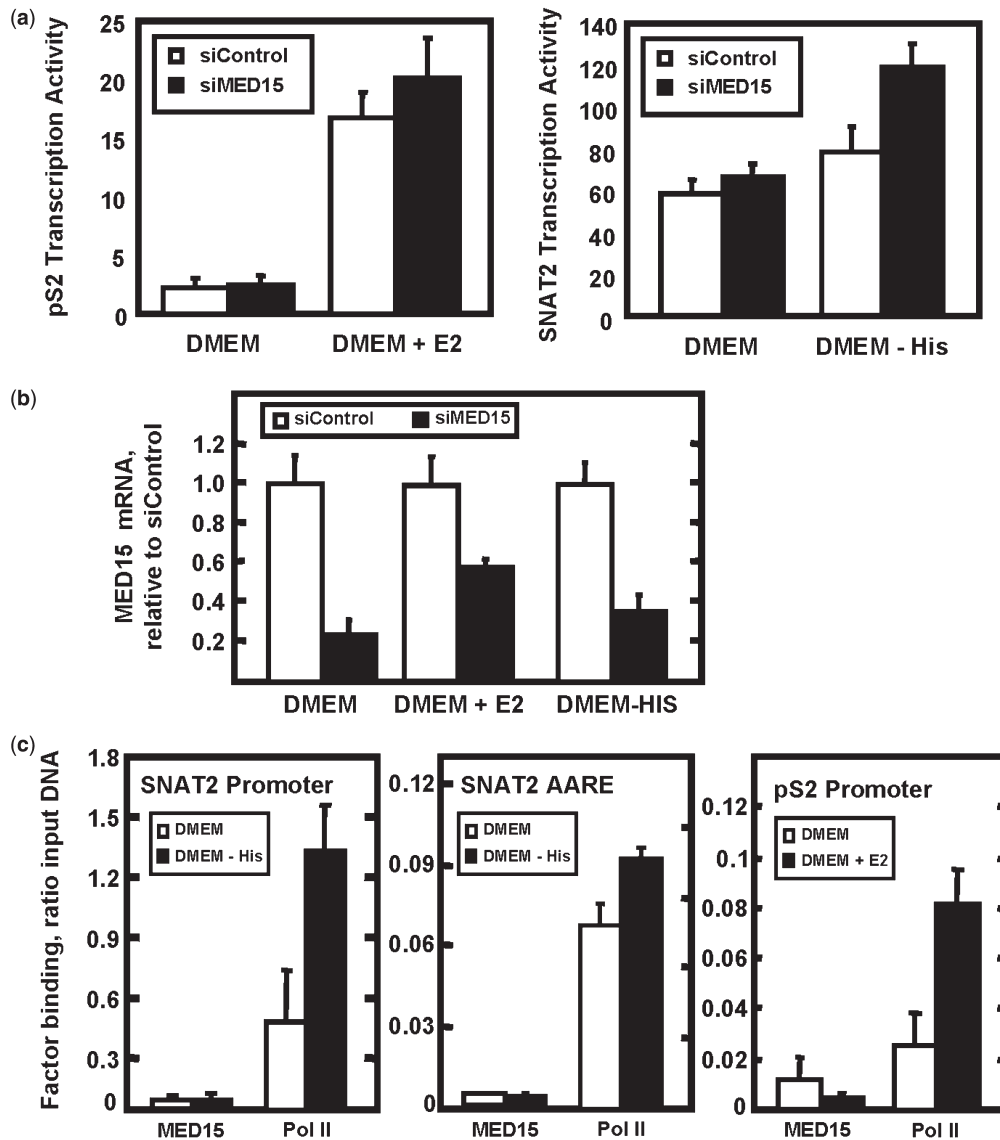 (a)
pS2 Transcription Activity
25
20
15
10
5
0
siControl
siMED15
DMEM
DMEM + E2
SNAT2 Transcription Activity
140
120
100
80
60
40
20
0
siControl
siMED15
DMEM
DMEM - His
(b)
MED15 mRNA,
relative to siControl
1.2
1.0
0.8
0.6
0.4
0.2
siControl
siMED15
DMEM
DMEM + E2
DMEM-HIS
(c)
Factor binding, ratio input DNA
1.8
1.5
1.2
0.9
0.6
0.3
0
SNAT2 Promoter
DMEM
DMEM - His
MED15
Pol II
0.12
0.09
0.06
0.03
0
SNAT2 AARE
DMEM
DMEM - His
MED15
Pol II
0.12
0.1
0.08
0.06
0.04
0.02
0
pS2 Promoter
DMEM
DMEM + E2
MED15
Pol II